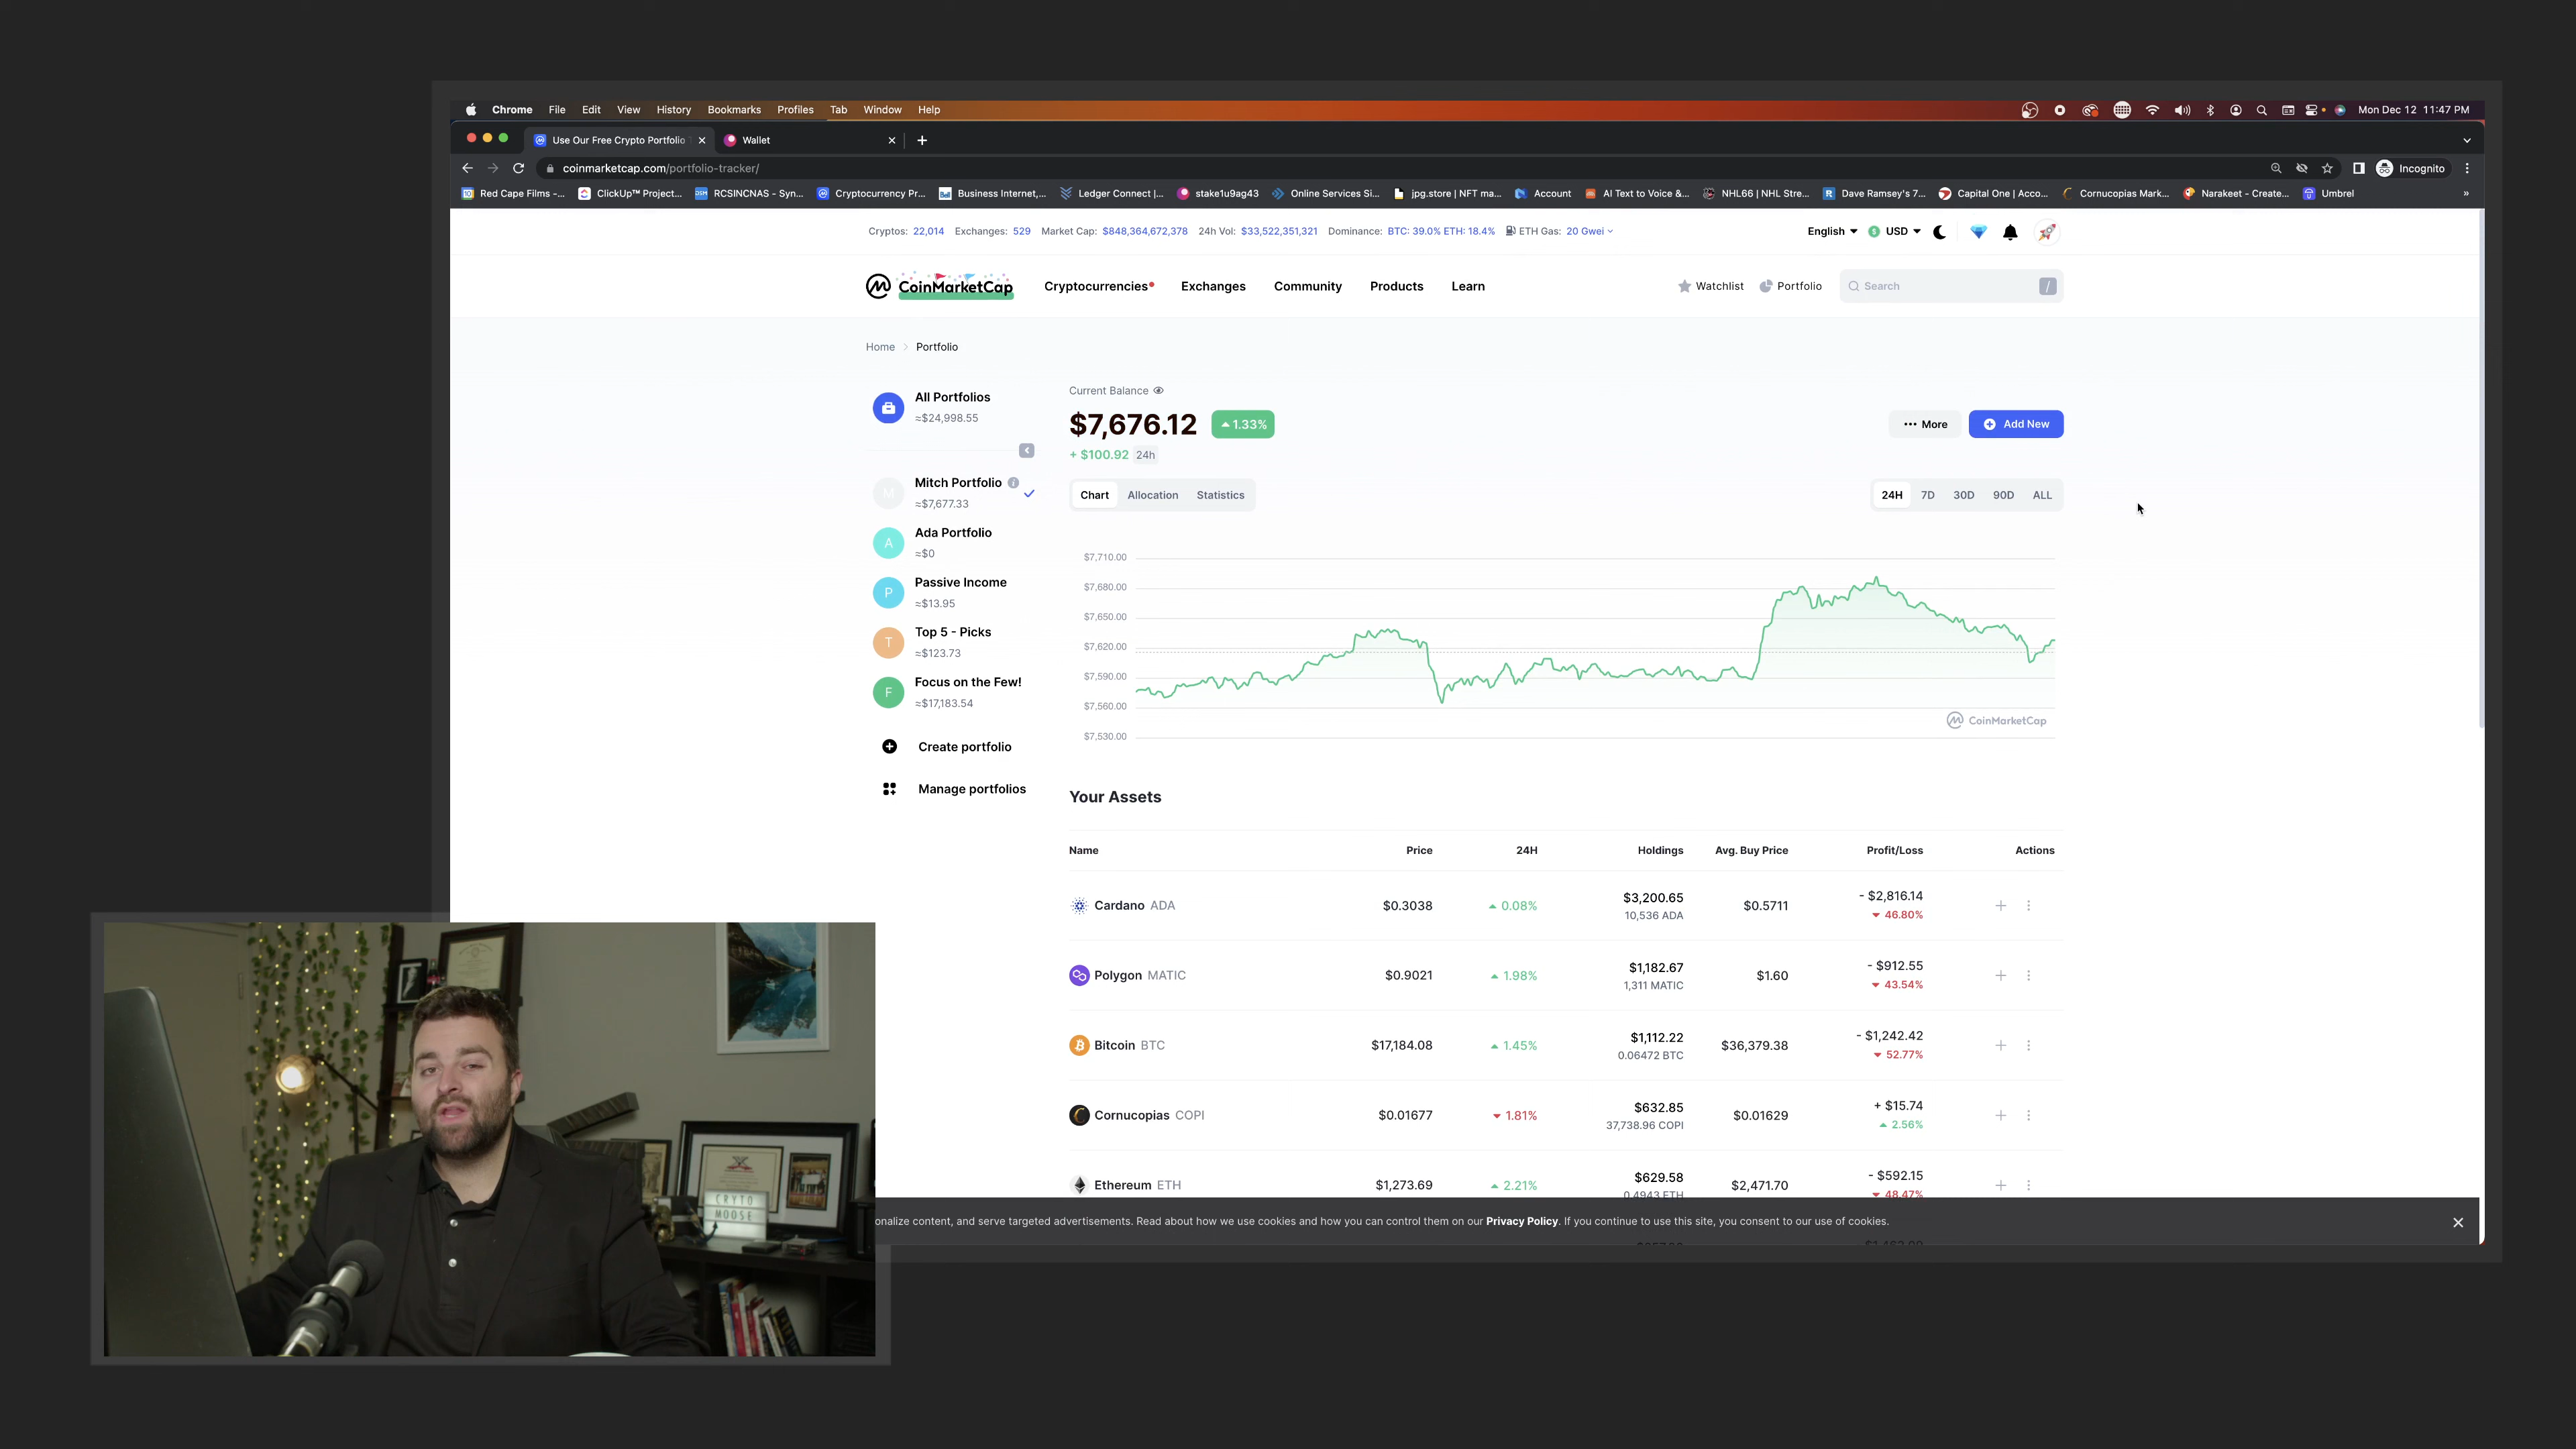 Chrome File Edit View History Bookmarks Profiles Tab Window Help Mon Dec 12 11:47 PM
Use Our Free Crypto Portfolio Wallet
coinmarketcap.com/portfolio-tracker/ Incognito
Red Cape Films -... ClickUp™ Project... RCSINCNAS - Syn... Cryptocurrency Pr... Business Internet,... Ledger Connect |... stake1u9ag43 Online Services Si... jpg.store | NFT ma... Account AI Text to Voice &... NHL66 | NHL Stre... Dave Ramsey's 7... Capital One | Acco... Cornucopias Mark... Narakeet - Create... Umbrel »
Cryptos: 22,014 Exchanges: 529 Market Cap: $848,364,672,378 24h Vol: $33,522,351,321 Dominance: BTC: 39.0% ETH: 18.4% ETH Gas: 20 Gwei English USD
CoinMarketCap Cryptocurrencies Exchanges Community Products Learn Watchlist Portfolio Search /
Home > Portfolio
All Portfolios
≈$24,998.55
Mitch Portfolio
≈$7,677.33
A Ada Portfolio
≈$0
P Passive Income
≈$13.95
T Top 5 - Picks
≈$123.73
F Focus on the Few!
≈$17,183.54
Create portfolio
Manage portfolios
Current Balance
$7,676.12 1.33%
+ $100.92 24h
More Add New
Chart Allocation Statistics 24H 7D 30D 90D ALL
$7,710.00
$7,680.00
$7,650.00
$7,620.00
$7,590.00
$7,560.00
$7,530.00
CoinMarketCap
Your Assets
Name Price 24H Holdings Avg. Buy Price Profit/Loss Actions
Cardano ADA $0.3038 0.08% $3,200.65 $0.5711 - $2,816.14
10,536 ADA 46.80%
Polygon MATIC $0.9021 1.98% $1,182.67 $1.60 - $912.55
1,311 MATIC 43.54%
Bitcoin BTC $17,184.08 1.45% $1,112.22 $36,379.38 - $1,242.42
0.06472 BTC 52.77%
Cornucopias COPI $0.01677 1.81% $632.85 $0.01629 + $15.74
37,738.96 COPI 2.56%
Ethereum ETH $1,273.69 2.21% $629.58 $2,471.70 - $592.15
0.4943 ETH 48.47%
onalize content, and serve targeted advertisements. Read about how we use cookies and how you can control them on our Privacy Policy. If you continue to use this site, you consent to our use of cookies.
CRYTO
MOOSE